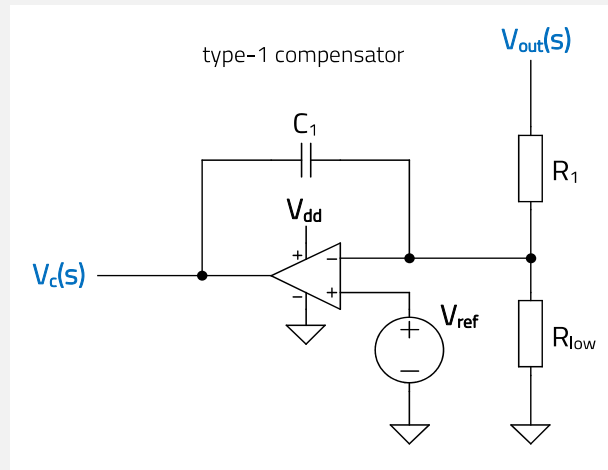 Vout(s)
type-1 compensator
C1
R1
Vdd
+
−
Vc(s)
−
+
Vref
+
−
Rlow